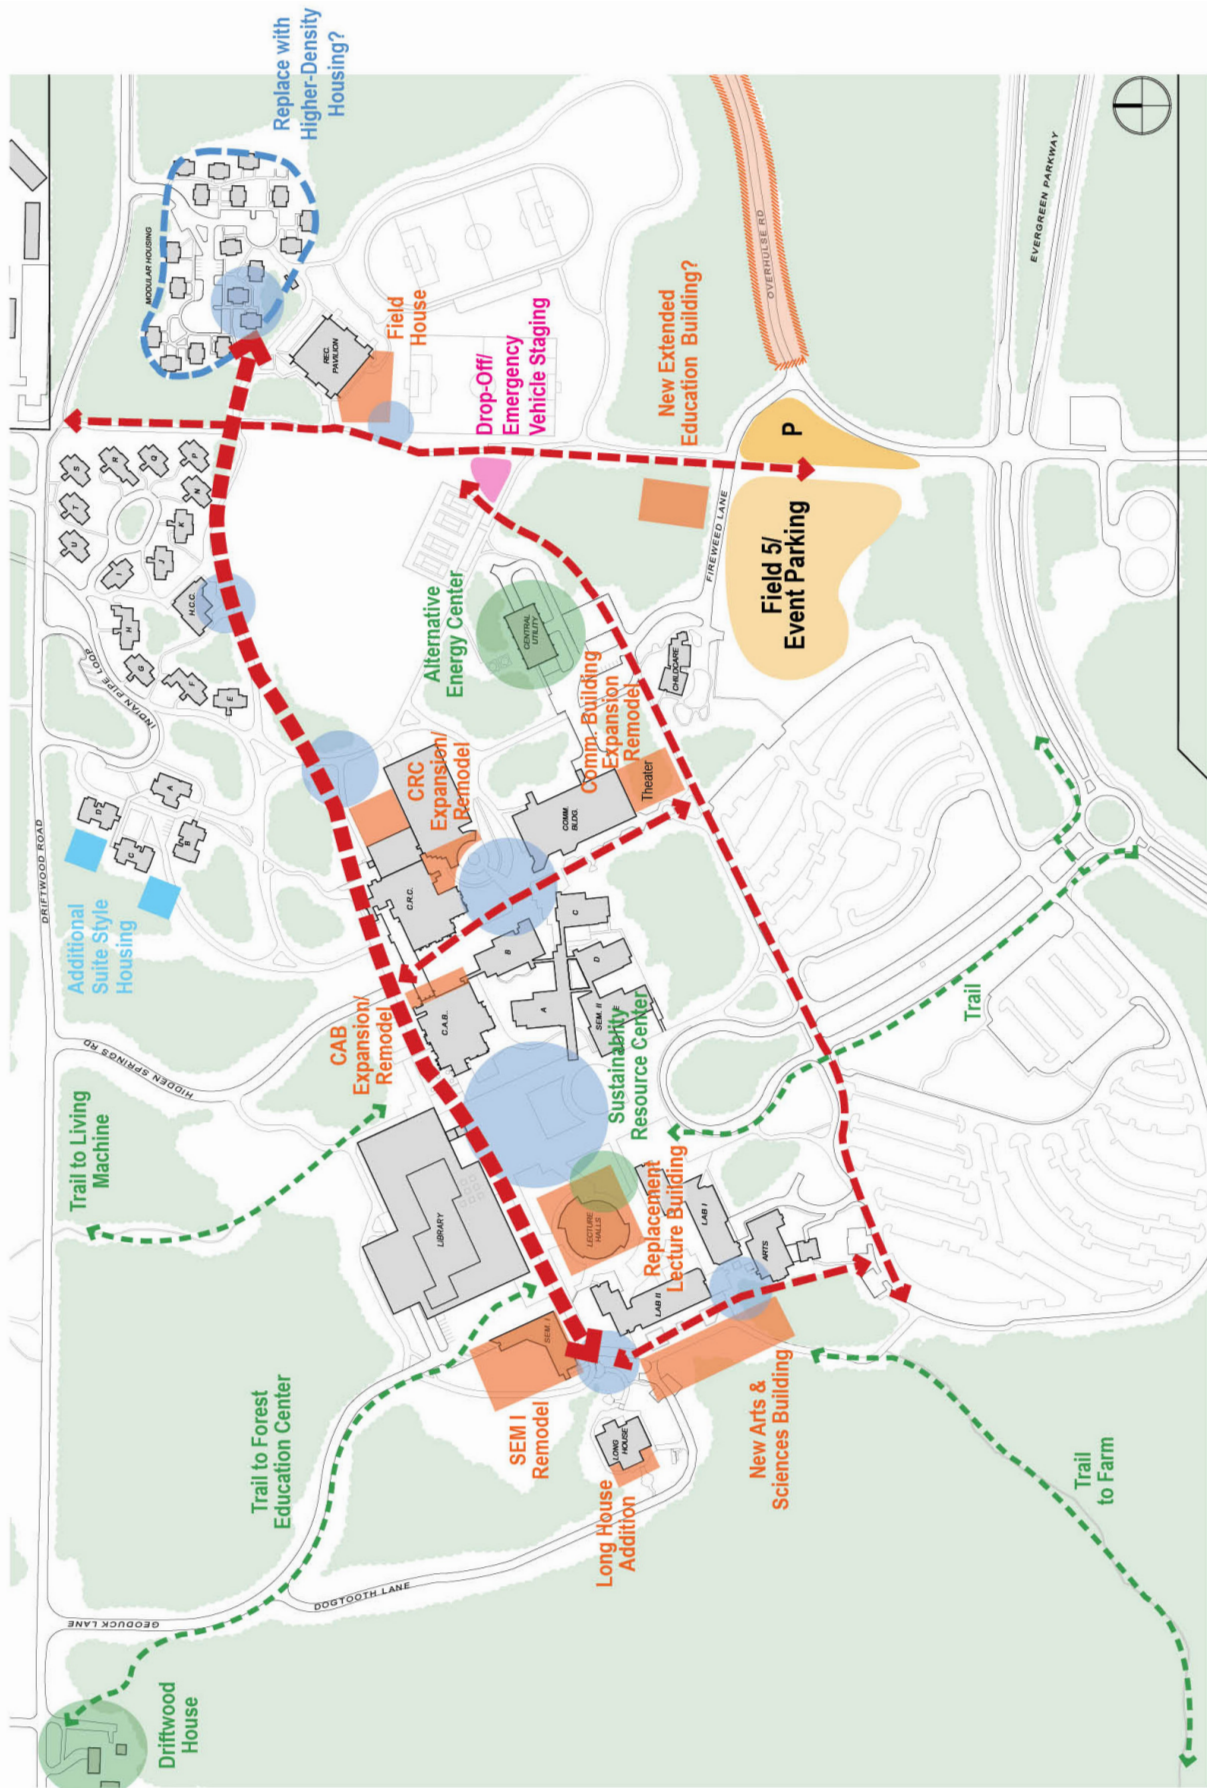 Replace with
Higher-Density
Housing?
MODULAR HOUSING
REC.
PAVILION
Field
House
Drop-Off/
Emergency
Vehicle Staging
New Extended
Education Building?
OVERHULSE RD
EVERGREEN PARKWAY
P
Field 5/
Event Parking
FIREWEED LANE
S
R
Q
P
T
N
U
K
I
J
H.C.C.
H
G
F
E
INDIAN PIPE LOOP
DRIFTWOOD ROAD
D
A
C
B
Additional
Suite Style
Housing
Alternative
Energy Center
CENTRAL
UTILITY
CHILDCARE
Comm. Building
Expansion
Remodel
Theater
COMM.
BLDG.
CRC
Expansion/
Remodel
C.R.C.
CAB
Expansion/
Remodel
C.A.B.
B
C
A
D
SEM. II
E
Sustainability
Resource Center
HIDDEN SPRINGS RD
Trail to Living
Machine
Trail
LIBRARY
LECTURE
HALLS
Replacement
Lecture Building
LAB I
ARTS
LAB II
SEM. I
SEM I
Remodel
LONG
HOUSE
Long House
Addition
New Arts &
Sciences Building
Trail to Forest
Education Center
Trail
to Farm
DOGTOOTH LANE
GEODUCK LANE
Driftwood
House